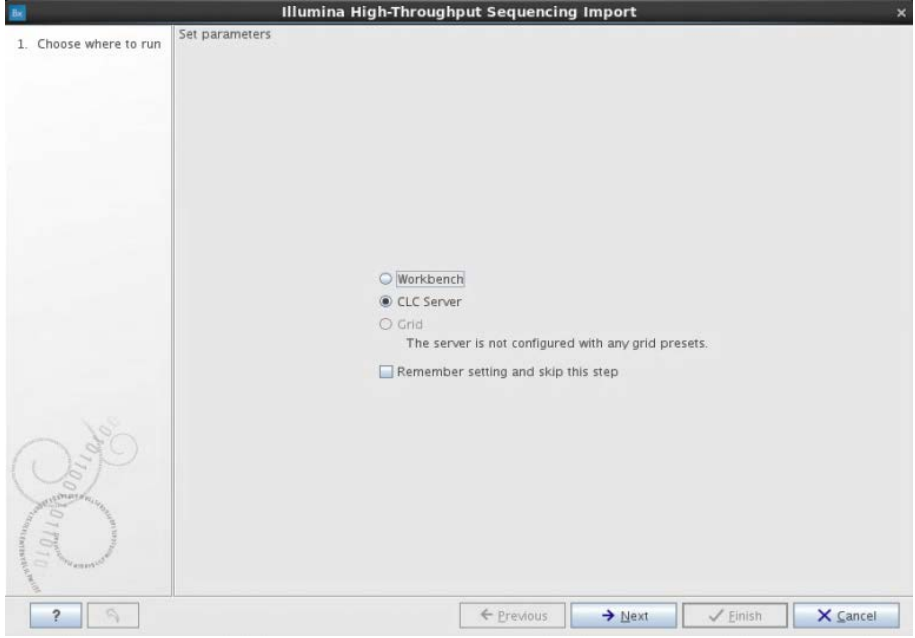 Bx
Illumina High-Throughput Sequencing Import
1. Choose where to run
Set parameters
Workbench
CLC Server
Grid
The server is not configured with any grid presets.
Remember setting and skip this step
? Previous Next Finish Cancel